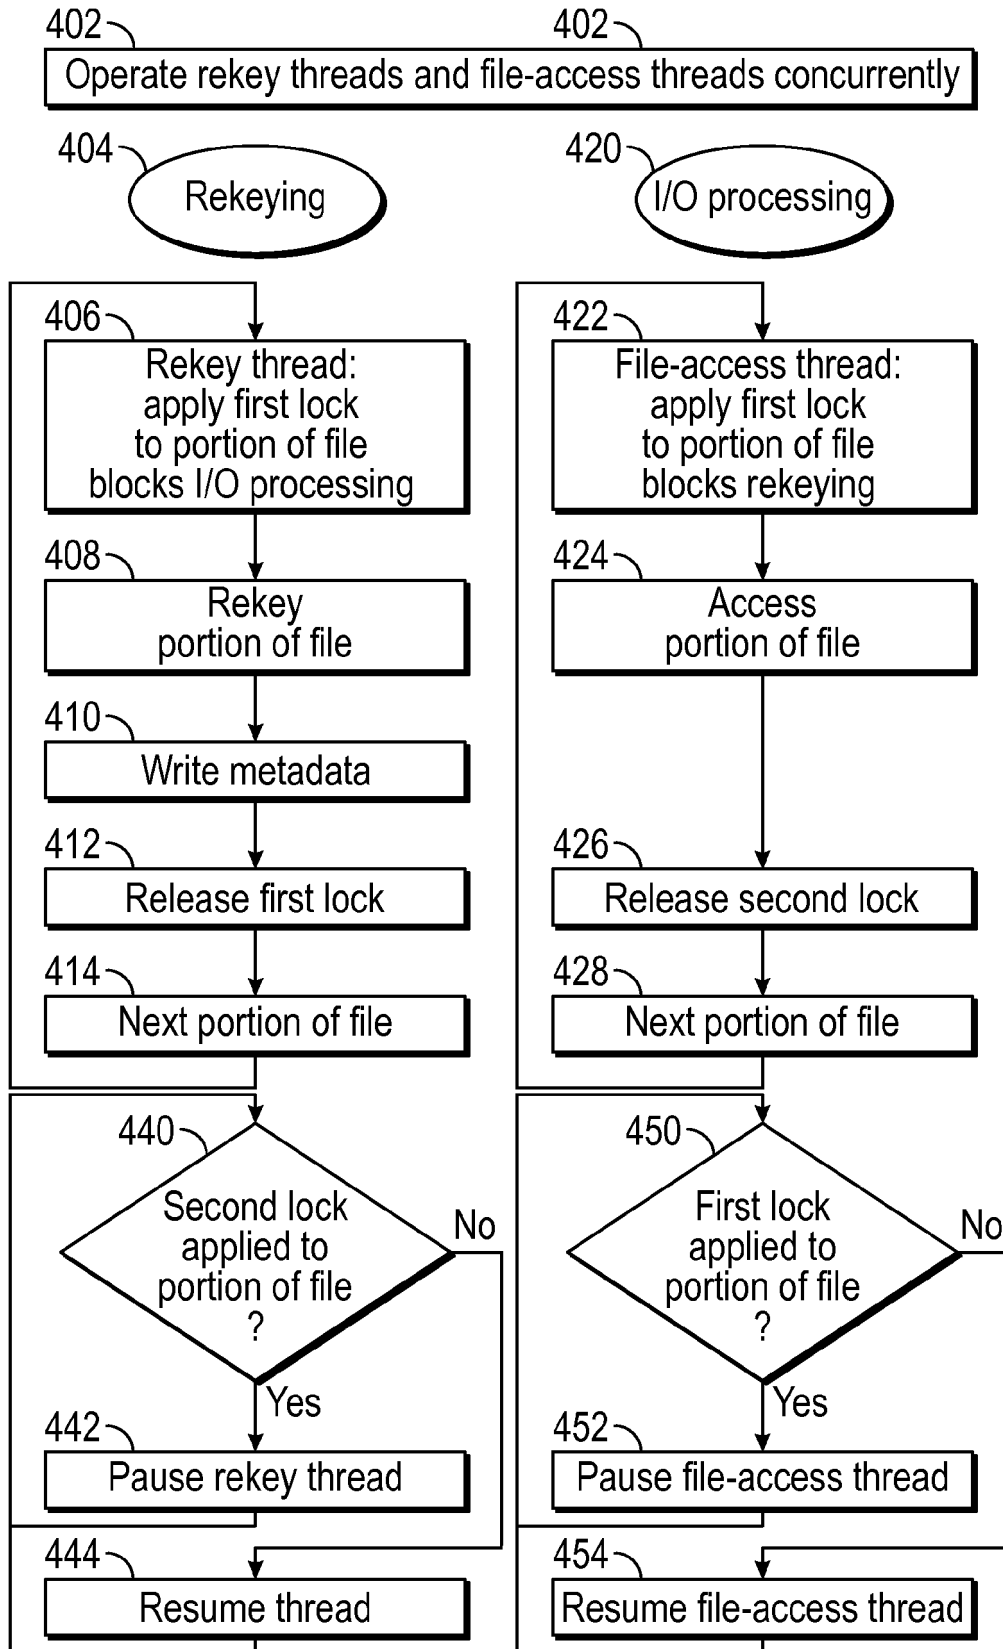 402
402
Operate rekey threads and file-access threads concurrently
404
Rekeying
420
I/O processing
406
Rekey thread:
apply first lock
to portion of file
blocks I/O processing
422
File-access thread:
apply first lock
to portion of file
blocks rekeying
408
Rekey
portion of file
424
Access
portion of file
410
Write metadata
412
Release first lock
426
Release second lock
414
Next portion of file
428
Next portion of file
440
Second lock
applied to
portion of file
?
No
Yes
450
First lock
applied to
portion of file
?
No
Yes
442
Pause rekey thread
452
Pause file-access thread
444
Resume thread
454
Resume file-access thread